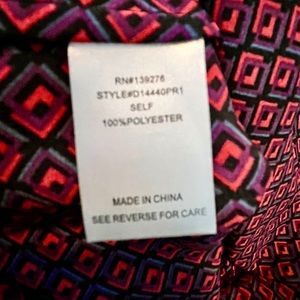 RN#139276
STYLE#D14440PR1
SELF
100%POLYESTER
MADE IN CHINA
SEE REVERSE FOR CARE